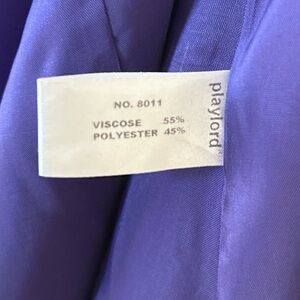 NO. 8011
VISCOSE 55%
POLYESTER 45%
playlord